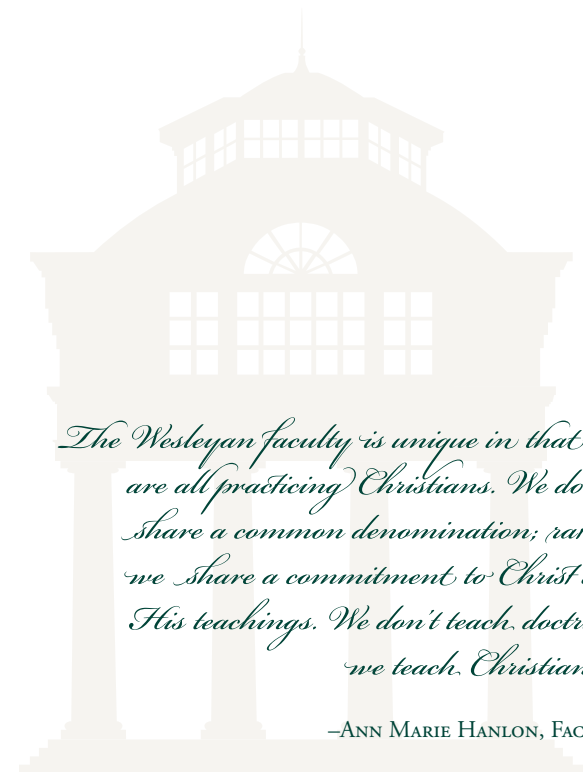 The Wesleyan faculty is unique in that
are all practicing Christians. We do
share a common denomination; 
we share a commitment to Christ
His teachings. We don't teach
we teach
–Ann Marie Hanlon,